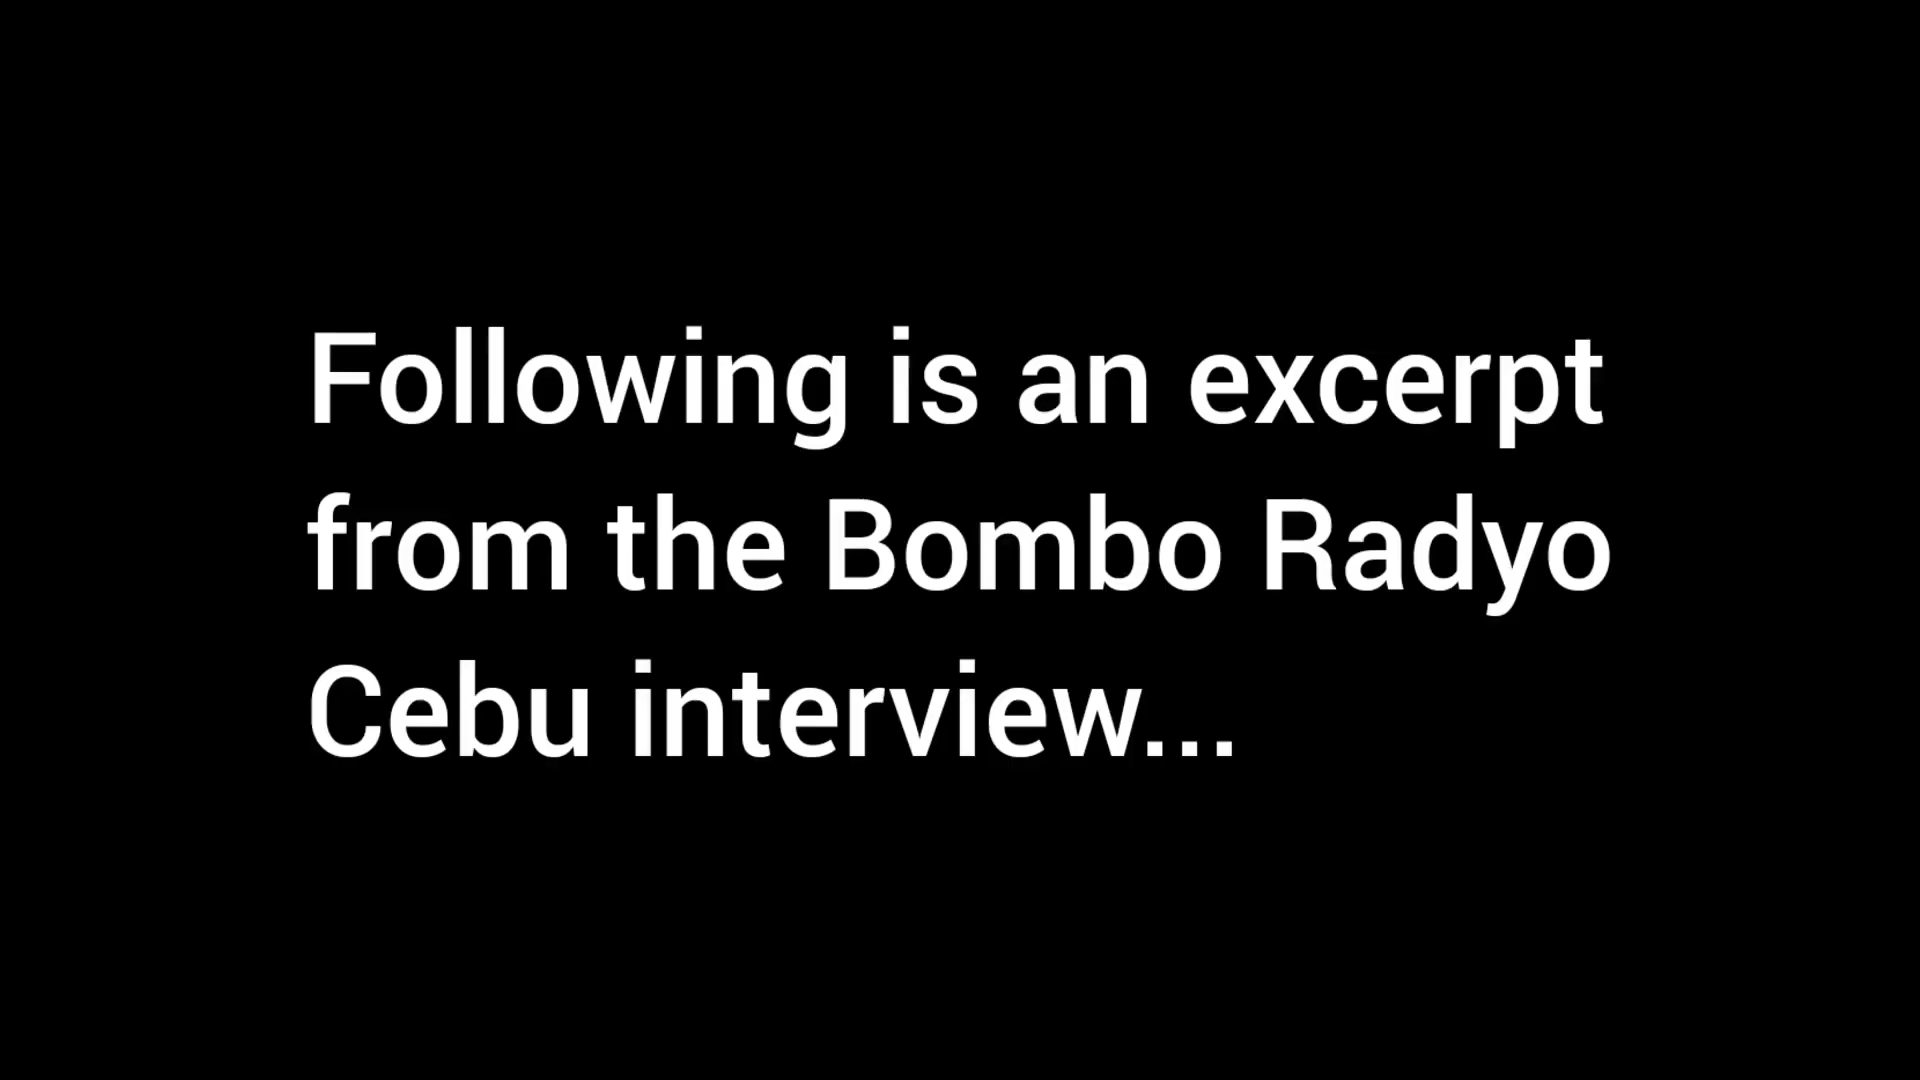 Following is an excerpt
from the Bombo Radyo
Cebu interview...